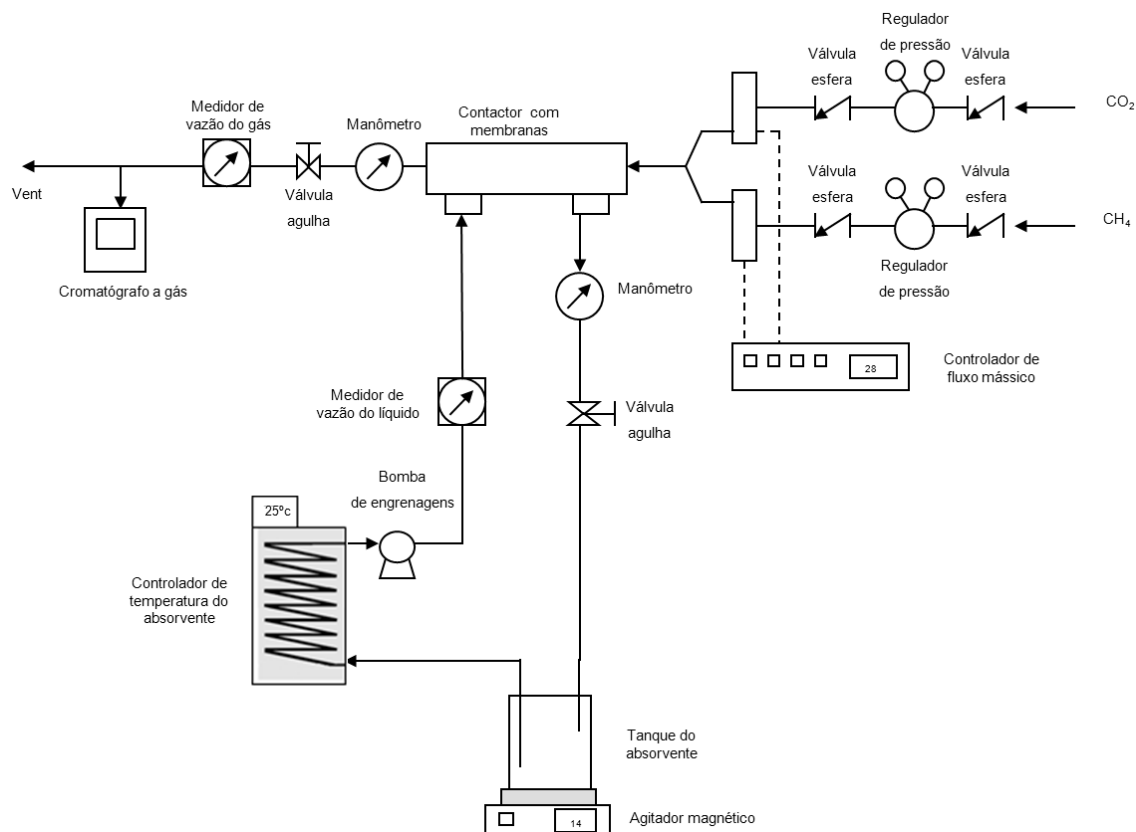 Regulador
de pressão
Válvula
esfera
Válvula
esfera
CO2
Medidor de
vazão do gás
Manômetro
Contactor com
membranas
Vent
Válvula
agulha
Válvula
esfera
Válvula
esfera
CH4
Regulador
de pressão
Cromatógrafo a gás
Manômetro
28
Controlador de
fluxo mássico
Medidor de
vazão do líquido
Válvula
agulha
Bomba
de engrenagens
25ºc
Controlador de
temperatura do
absorvente
Tanque do
absorvente
14
Agitador magnético